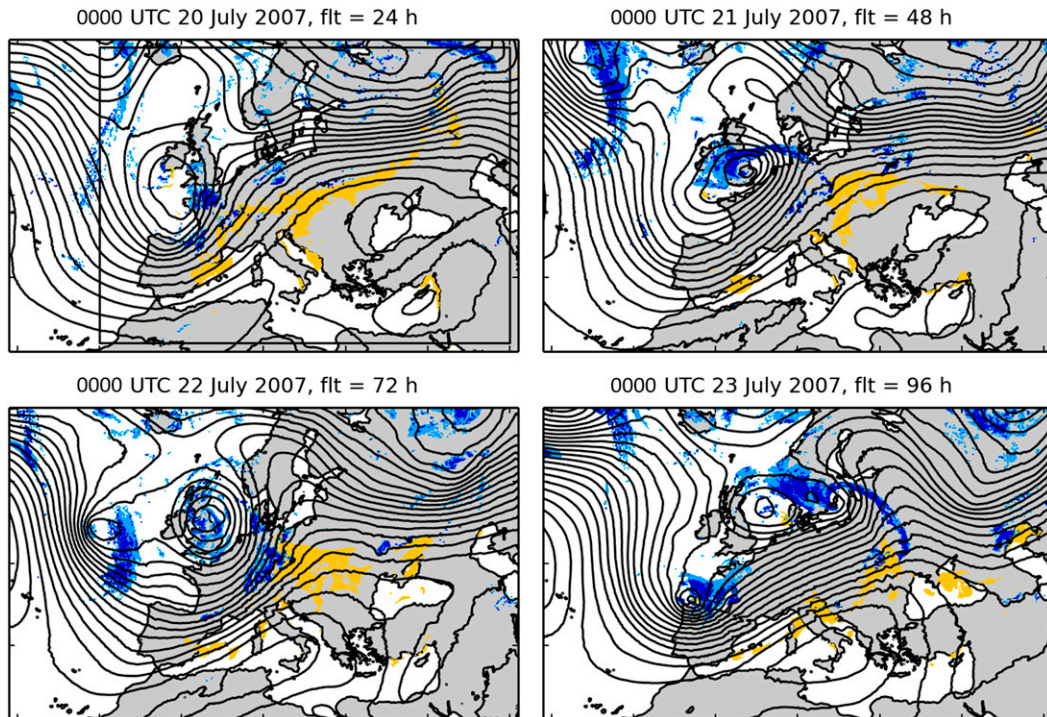 0000 UTC 20 July 2007, flt = 24 h
0000 UTC 21 July 2007, flt = 48 h
0000 UTC 22 July 2007, flt = 72 h
0000 UTC 23 July 2007, flt = 96 h